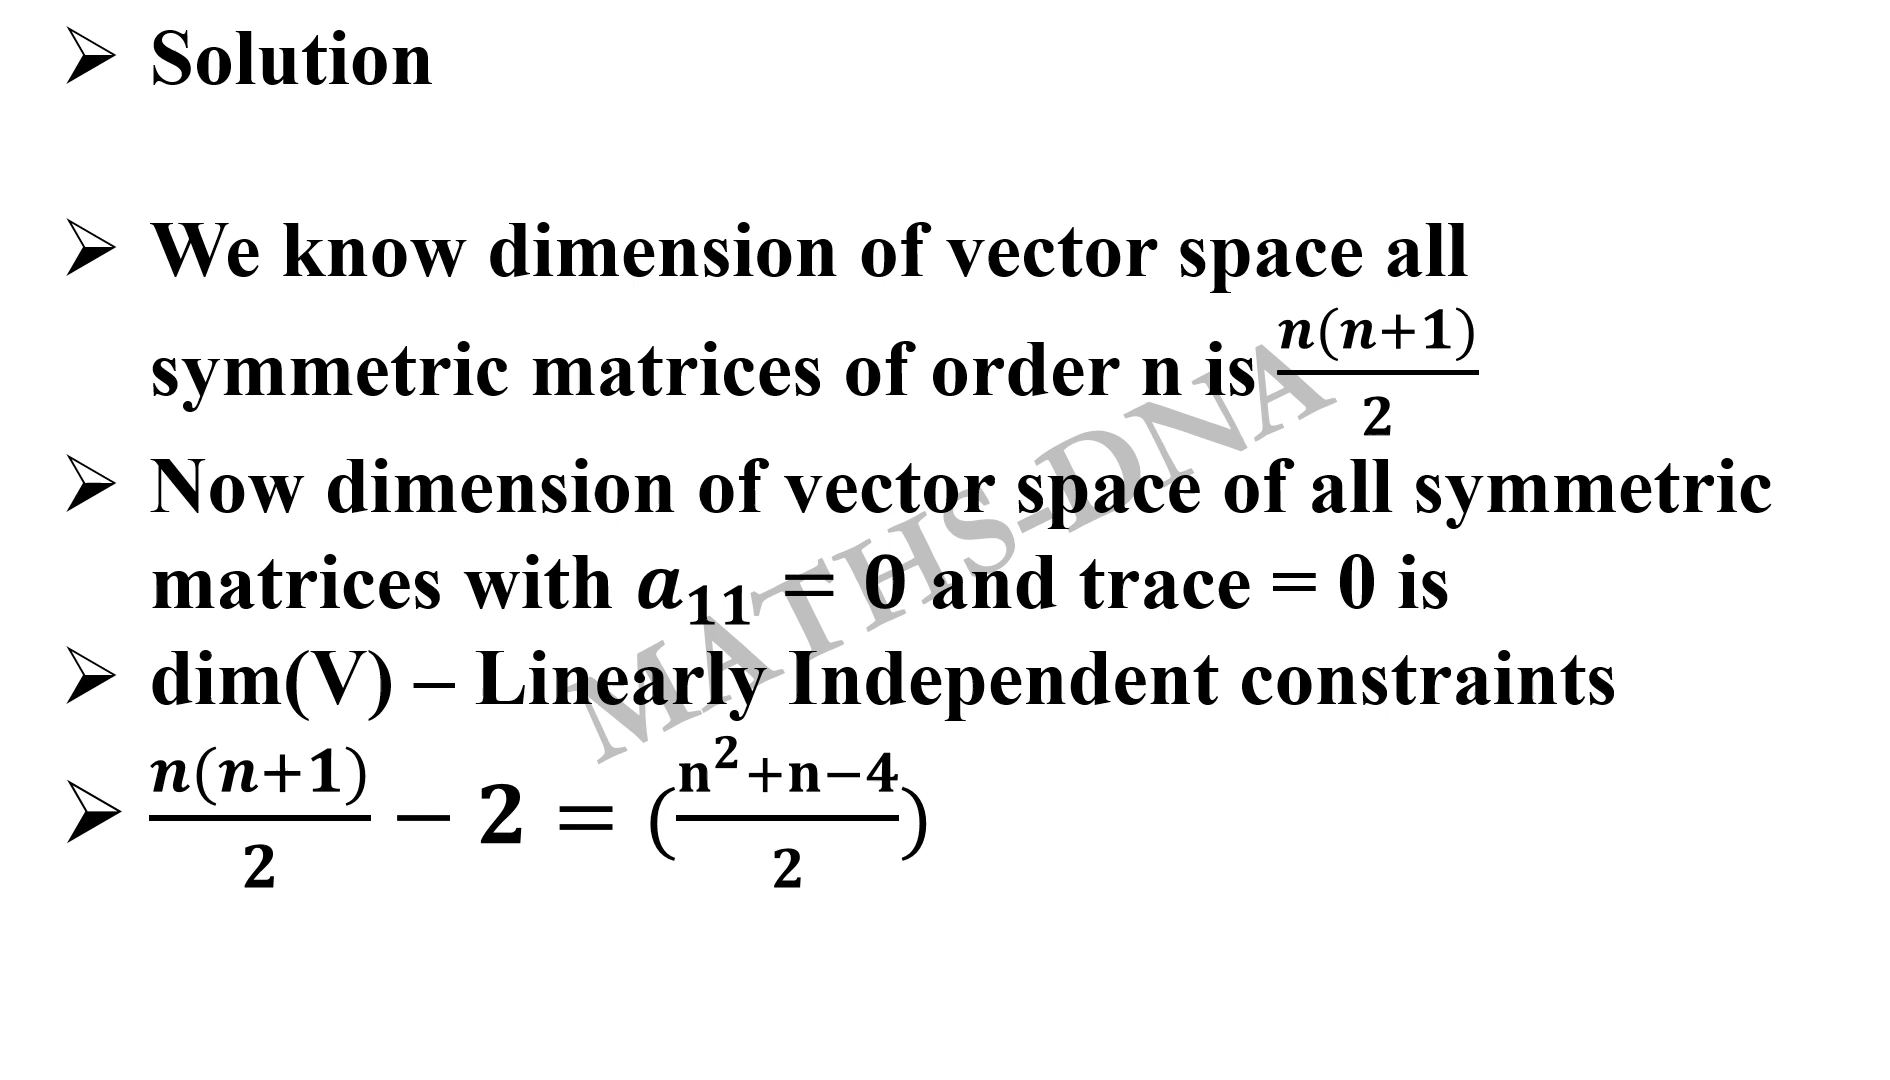 ➢ Solution
➢ We know dimension of vector space all
symmetric matrices of order n is n(n+1)/2
➢ Now dimension of vector space of all symmetric
matrices with a₁₁ = 0 and trace = 0 is
➢ dim(V) – Linearly Independent constraints
➢ n(n+1)/2 − 2 = (n²+n−4/2)
MATHS-DNA